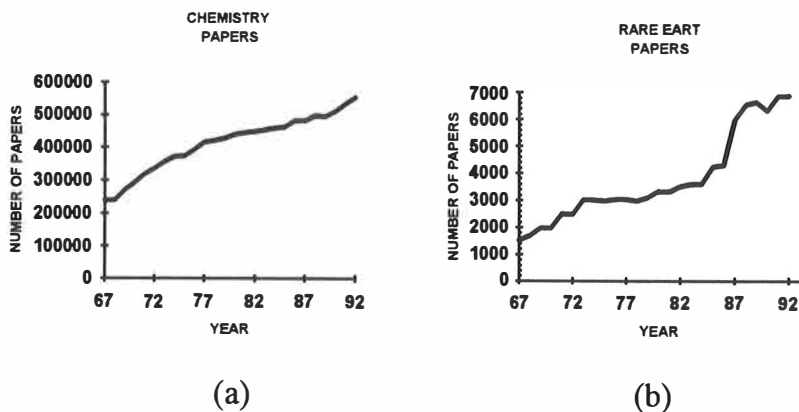 CHEMISTRY
PAPERS
NUMBER OF PAPERS
600000
500000
400000
300000
200000
100000
0
67 72 77 82 87 92
YEAR
(a)
RARE EART
PAPERS
NUMBER OF PAPERS
7000
6000
5000
4000
3000
2000
1000
0
67 72 77 82 87 92
YEAR
(b)